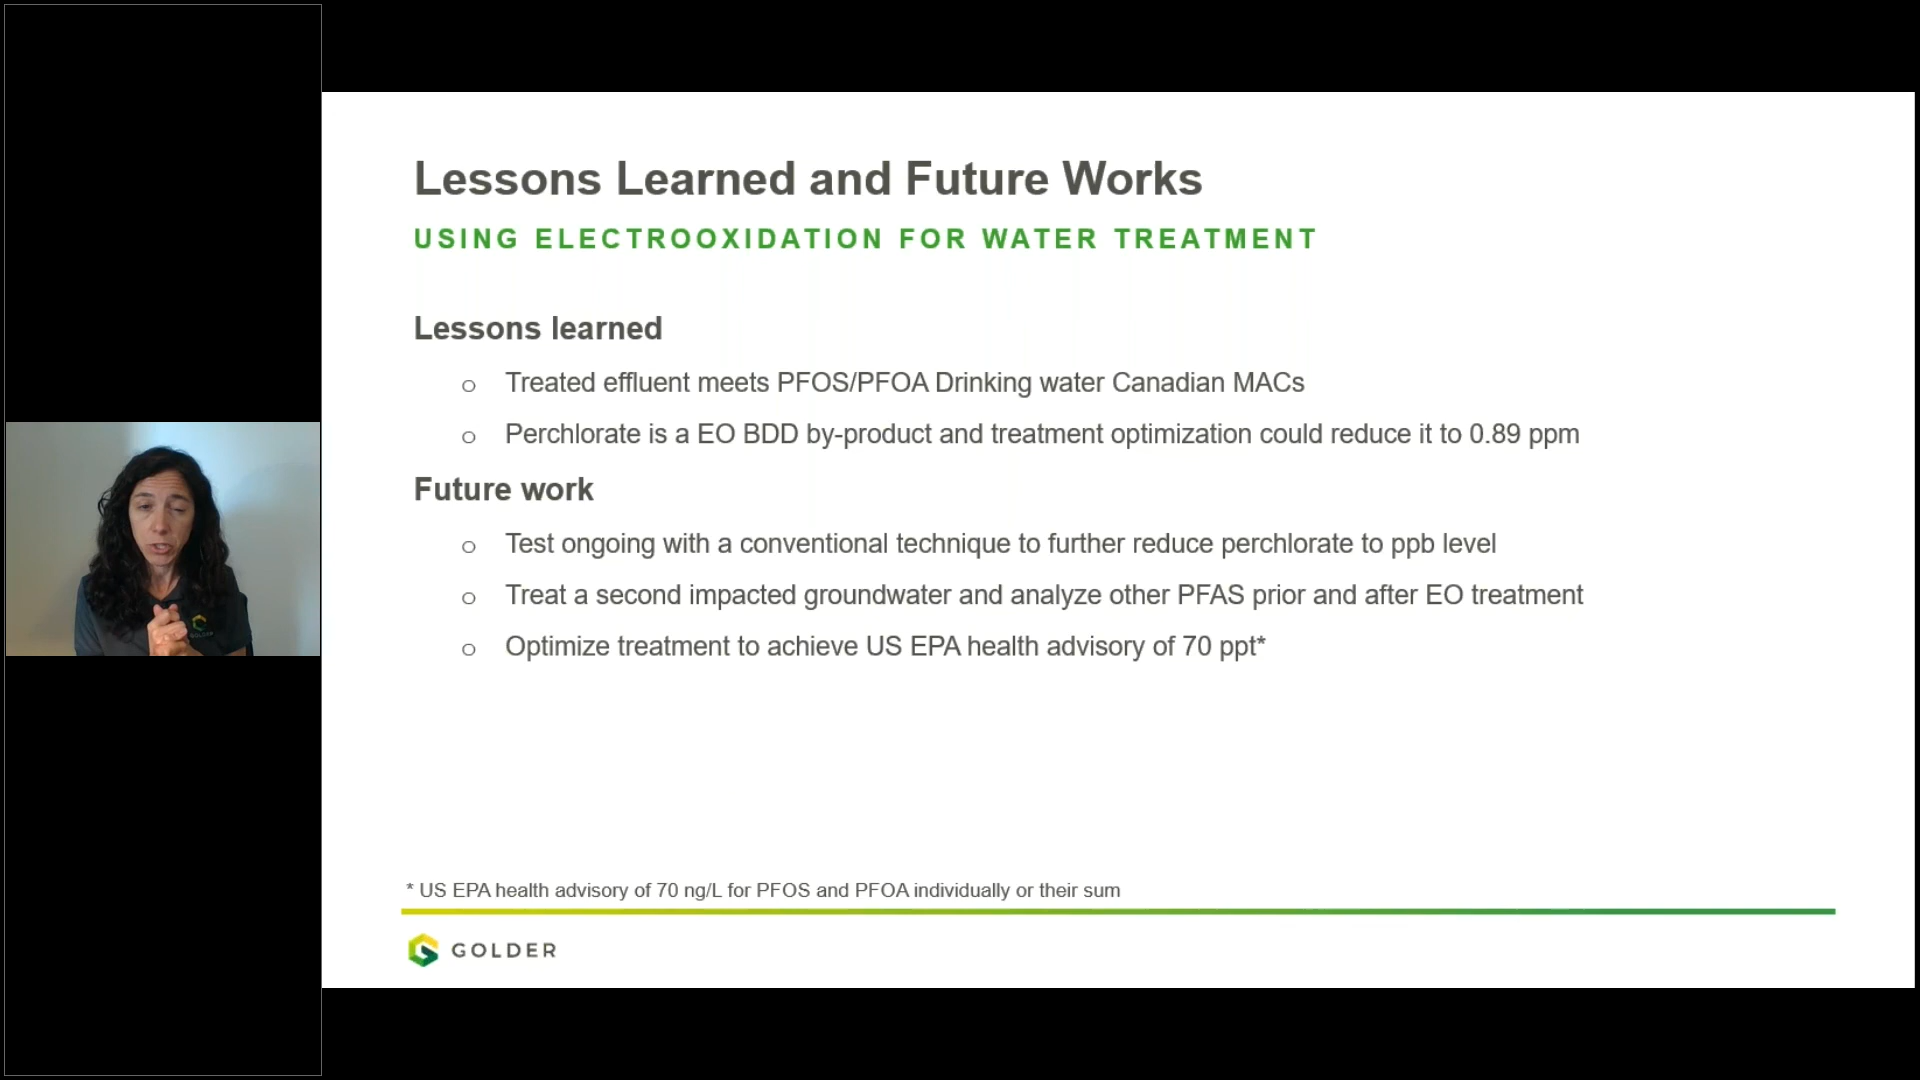 Lessons Learned and Future Works
USING ELECTROOXIDATION FOR WATER TREATMENT
Lessons learned
o Treated effluent meets PFOS/PFOA Drinking water Canadian MACs
o Perchlorate is a EO BDD by-product and treatment optimization could reduce it to 0.89 ppm
Future work
o Test ongoing with a conventional technique to further reduce perchlorate to ppb level
o Treat a second impacted groundwater and analyze other PFAS prior and after EO treatment
o Optimize treatment to achieve US EPA health advisory of 70 ppt*
* US EPA health advisory of 70 ng/L for PFOS and PFOA individually or their sum
GOLDER
GOLDER